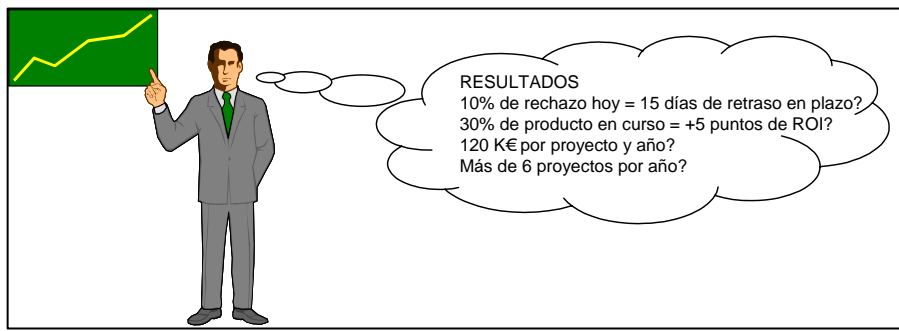 RESULTADOS
10% de rechazo hoy = 15 días de retraso en plazo?
30% de producto en curso = +5 puntos de ROI?
120 K€ por proyecto y año?
Más de 6 proyectos por año?